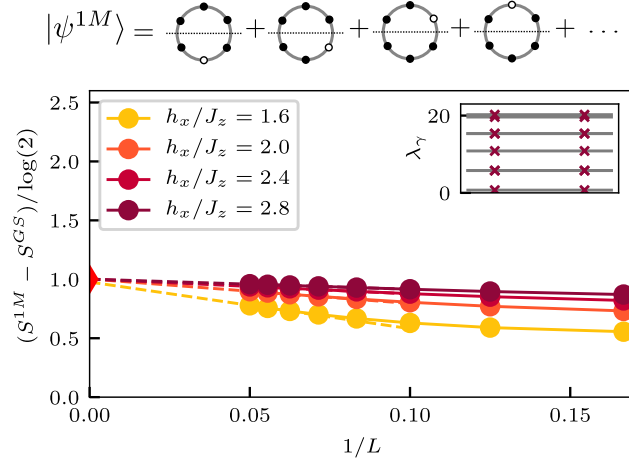 |ψ^{1M}⟩ = + + + + ⋯
2.5
2.0
1.5
1.0
0.5
0.0
(S^{1M} − S^{GS})/log(2)
h_x/J_z = 1.6
h_x/J_z = 2.0
h_x/J_z = 2.4
h_x/J_z = 2.8
20
0
λ_γ
0.00 0.05 0.10 0.15
1/L